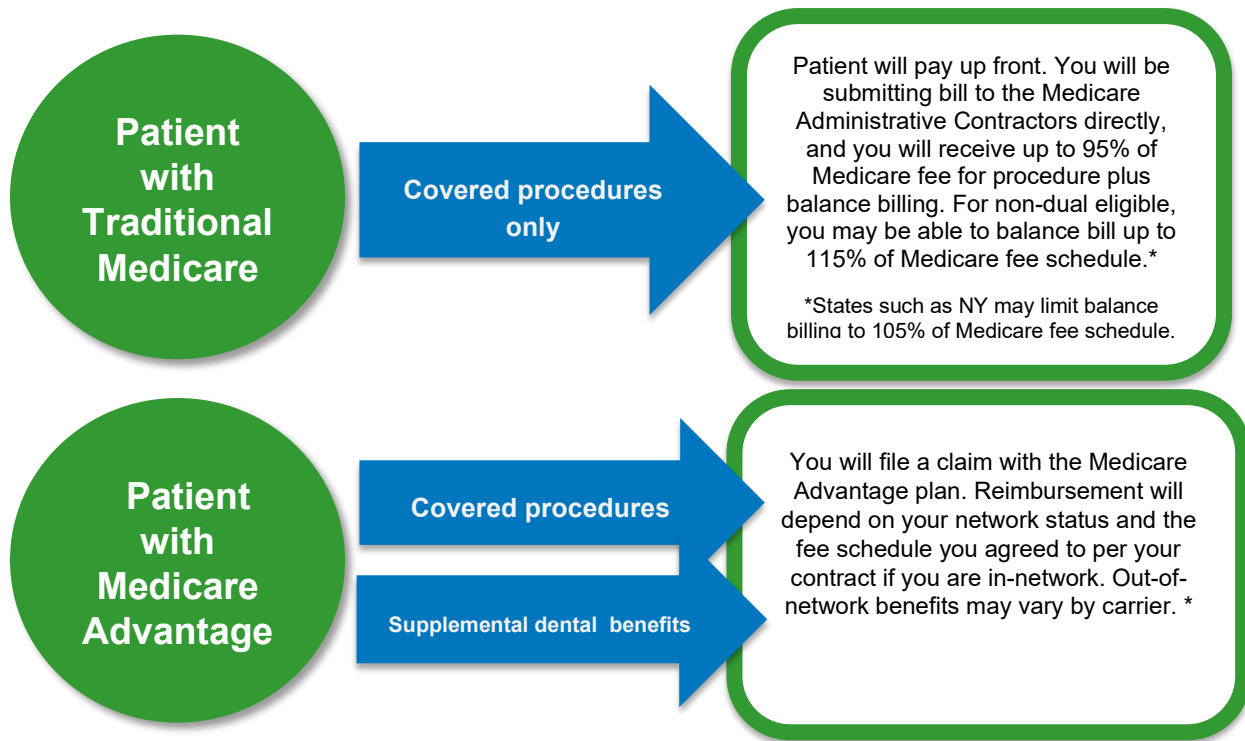 Patient
with
Traditional
Medicare
Covered procedures
only
Patient will pay up front. You will be
submitting bill to the Medicare
Administrative Contractors directly,
and you will receive up to 95% of
Medicare fee for procedure plus
balance billing. For non-dual eligible,
you may be able to balance bill up to
115% of Medicare fee schedule.*
*States such as NY may limit balance
billing to 105% of Medicare fee schedule.
Patient
with
Medicare
Advantage
Covered procedures
Supplemental dental benefits
You will file a claim with the Medicare
Advantage plan. Reimbursement will
depend on your network status and the
fee schedule you agreed to per your
contract if you are in-network. Out-of-
network benefits may vary by carrier. *